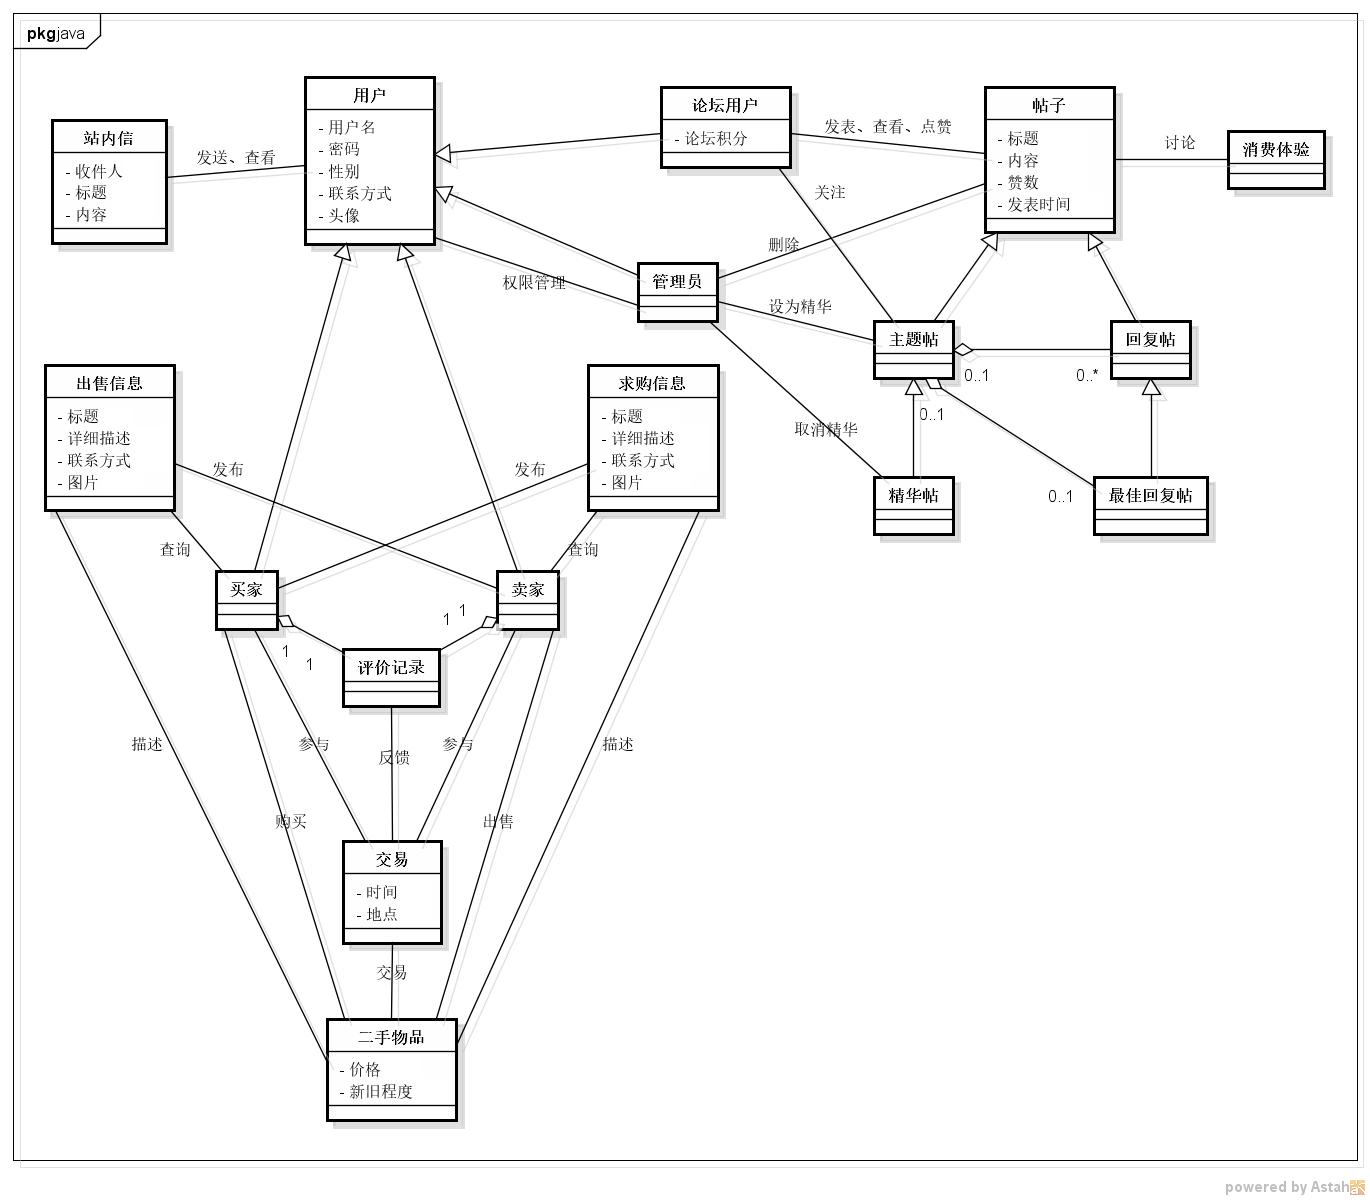 pkg java
用户
- 用户名
- 密码
- 性别
- 联系方式
- 头像
论坛用户
- 论坛积分
帖子
- 标题
- 内容
- 赞数
- 发表时间
站内信
- 收件人
- 标题
- 内容
发送、查看
发表、查看、点赞
讨论
消费体验
关注
删除
权限管理
管理员
设为精华
主题帖
回复帖
0..1
0..*
0..1
取消精华
精华帖
0..1
最佳回复帖
出售信息
- 标题
- 详细描述
- 联系方式
- 图片
求购信息
- 标题
- 详细描述
- 联系方式
- 图片
发布
发布
查询
查询
买家
卖家
1
1
1
1
评价记录
描述
参与
反馈
参与
描述
购买
出售
交易
- 时间
- 地点
交易
二手物品
- 价格
- 新旧程度
powered by Astah